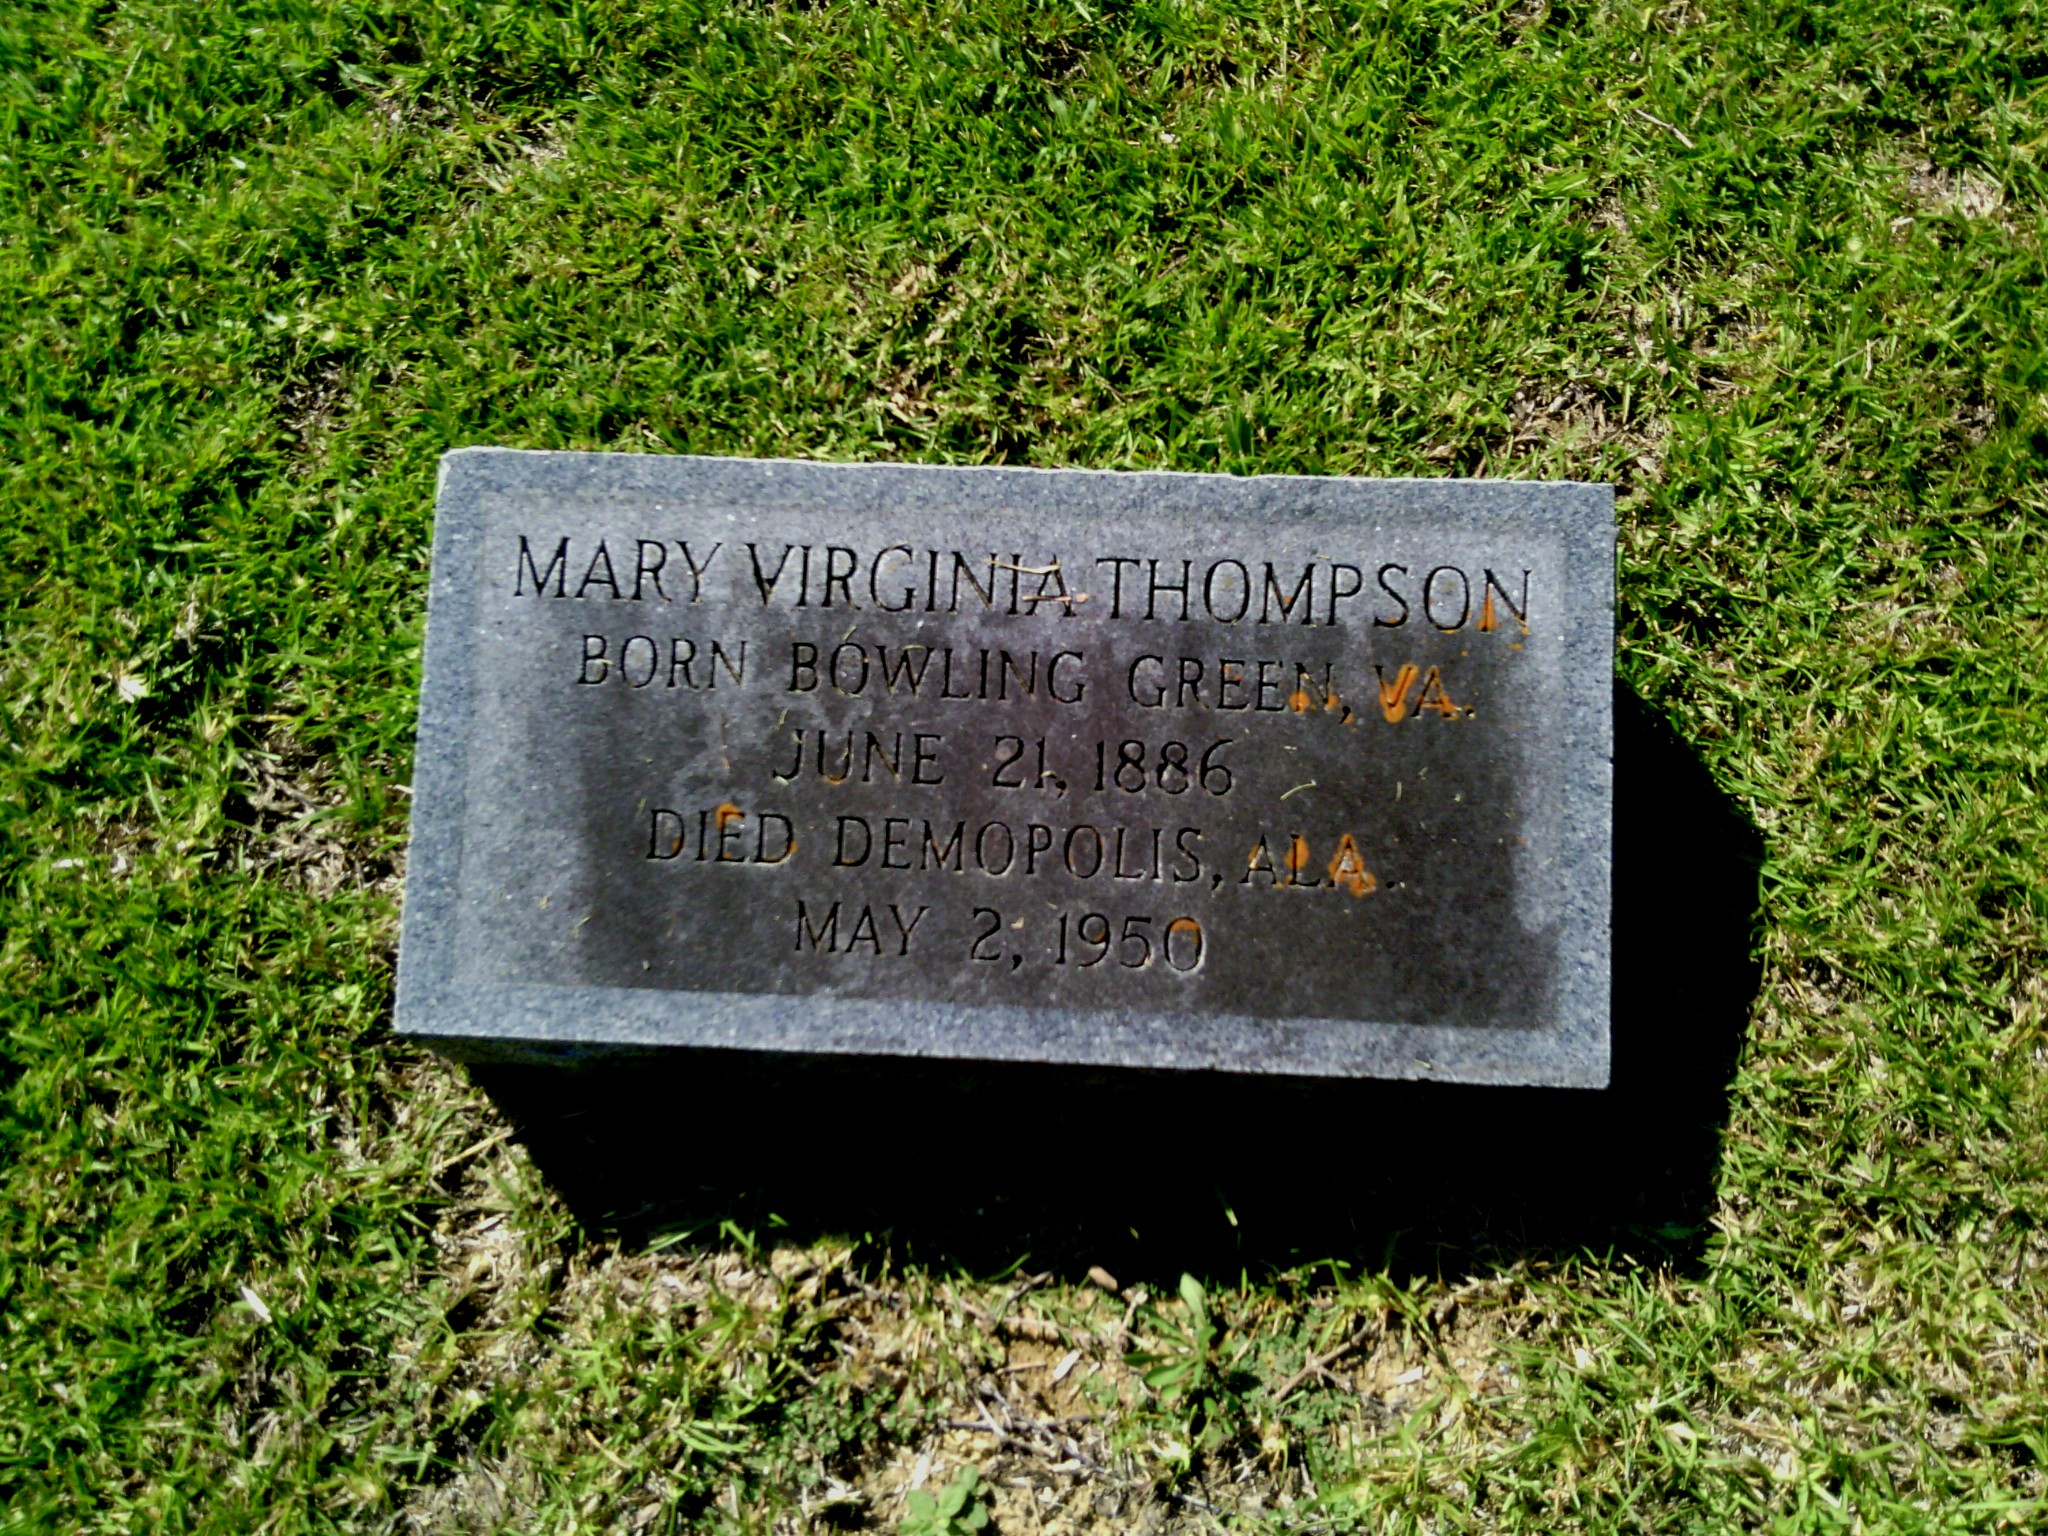 MARY VIRGINIA THOMPSON
BORN BOWLING GREEN, VA.
JUNE 21, 1886
DIED DEMOPOLIS, ALA.
MAY 2, 1950